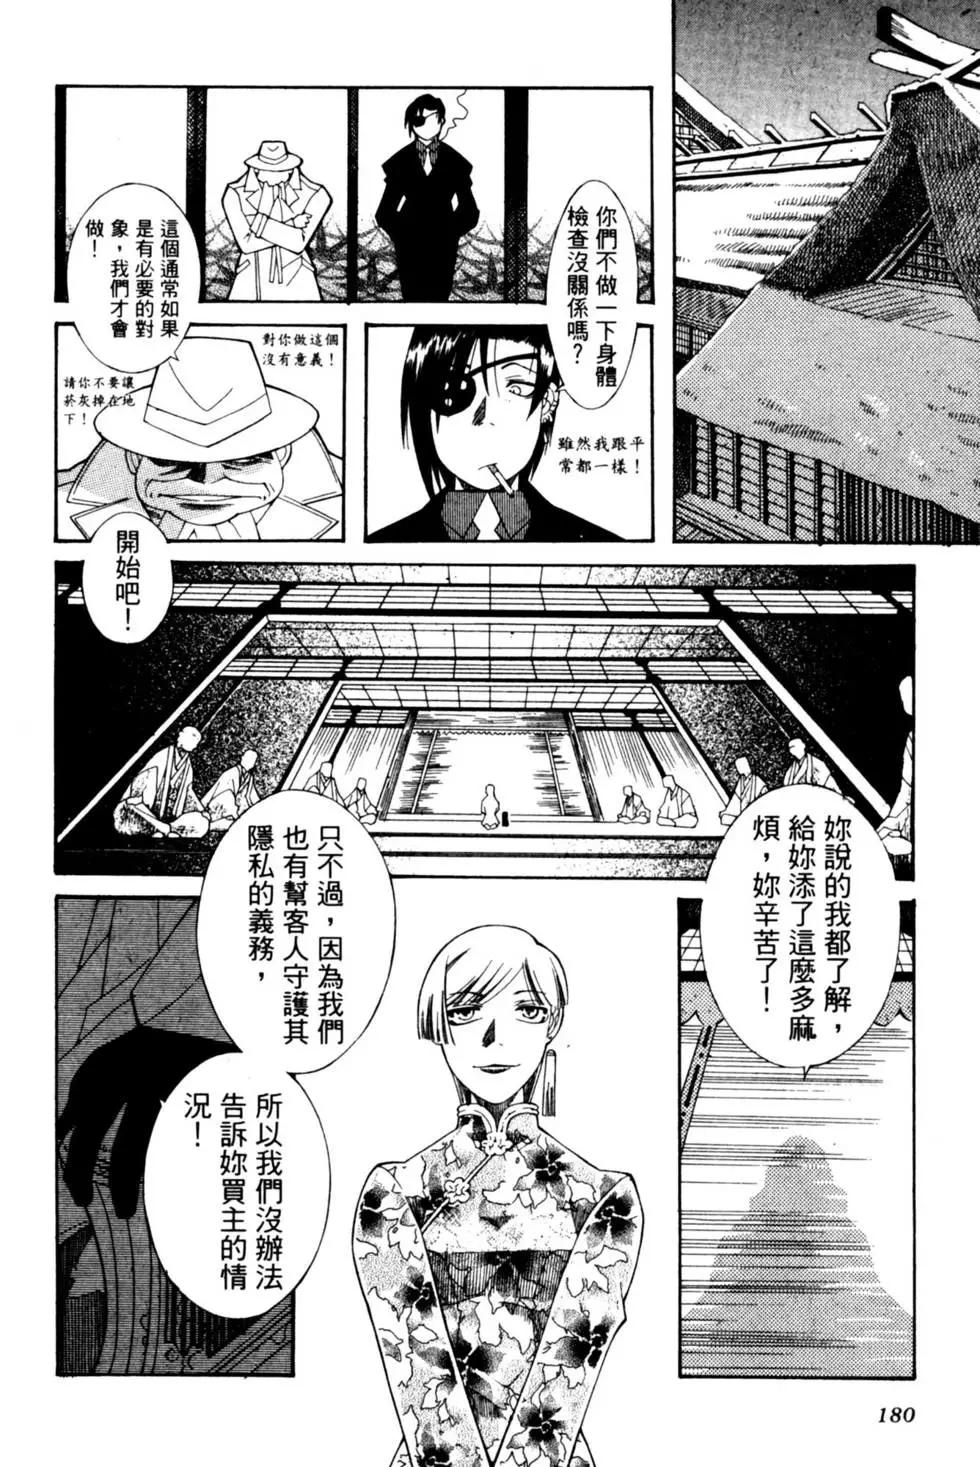 你們不做一下身體
檢查沒關係嗎？
這個通常如果
是有必要的對
象，我們才會
做！
雖然我跟平
常都一樣！
對你做這個
沒有意義！
請你不要讓
菸灰掉在地
下！
開始吧！
妳說的我都了解，
給妳添了這麼多麻
煩，妳辛苦了！
只不過，因為我們
也有幫客人守護其
隱私的義務，
所以我們沒辦法
告訴妳買主的情
況！
180